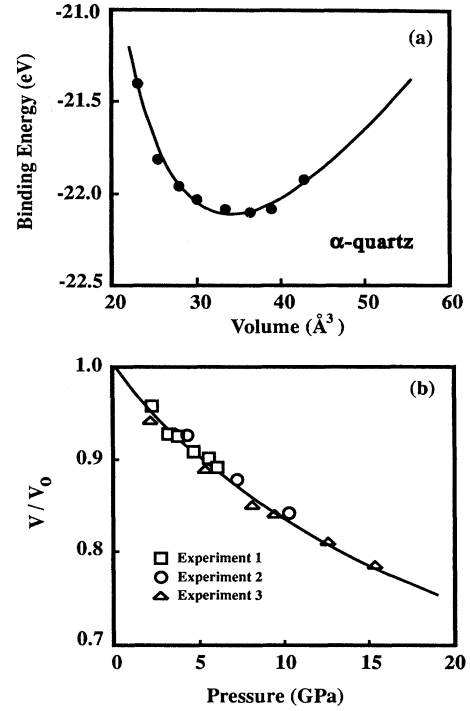 -21.0
(a)
-21.5
Binding Energy (eV)
-22.0
α-quartz
-22.5
20 30 40 50 60
Volume (Å³)
1.0
(b)
0.9
V / V₀
0.8
Experiment 1
Experiment 2
Experiment 3
0.7
0 5 10 15 20
Pressure (GPa)